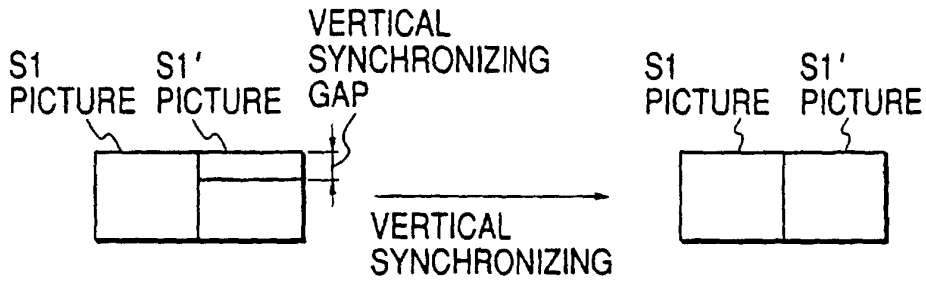 S1
PICTURE
S1'
PICTURE
VERTICAL
SYNCHRONIZING
GAP
VERTICAL
SYNCHRONIZING
S1
PICTURE
S1'
PICTURE